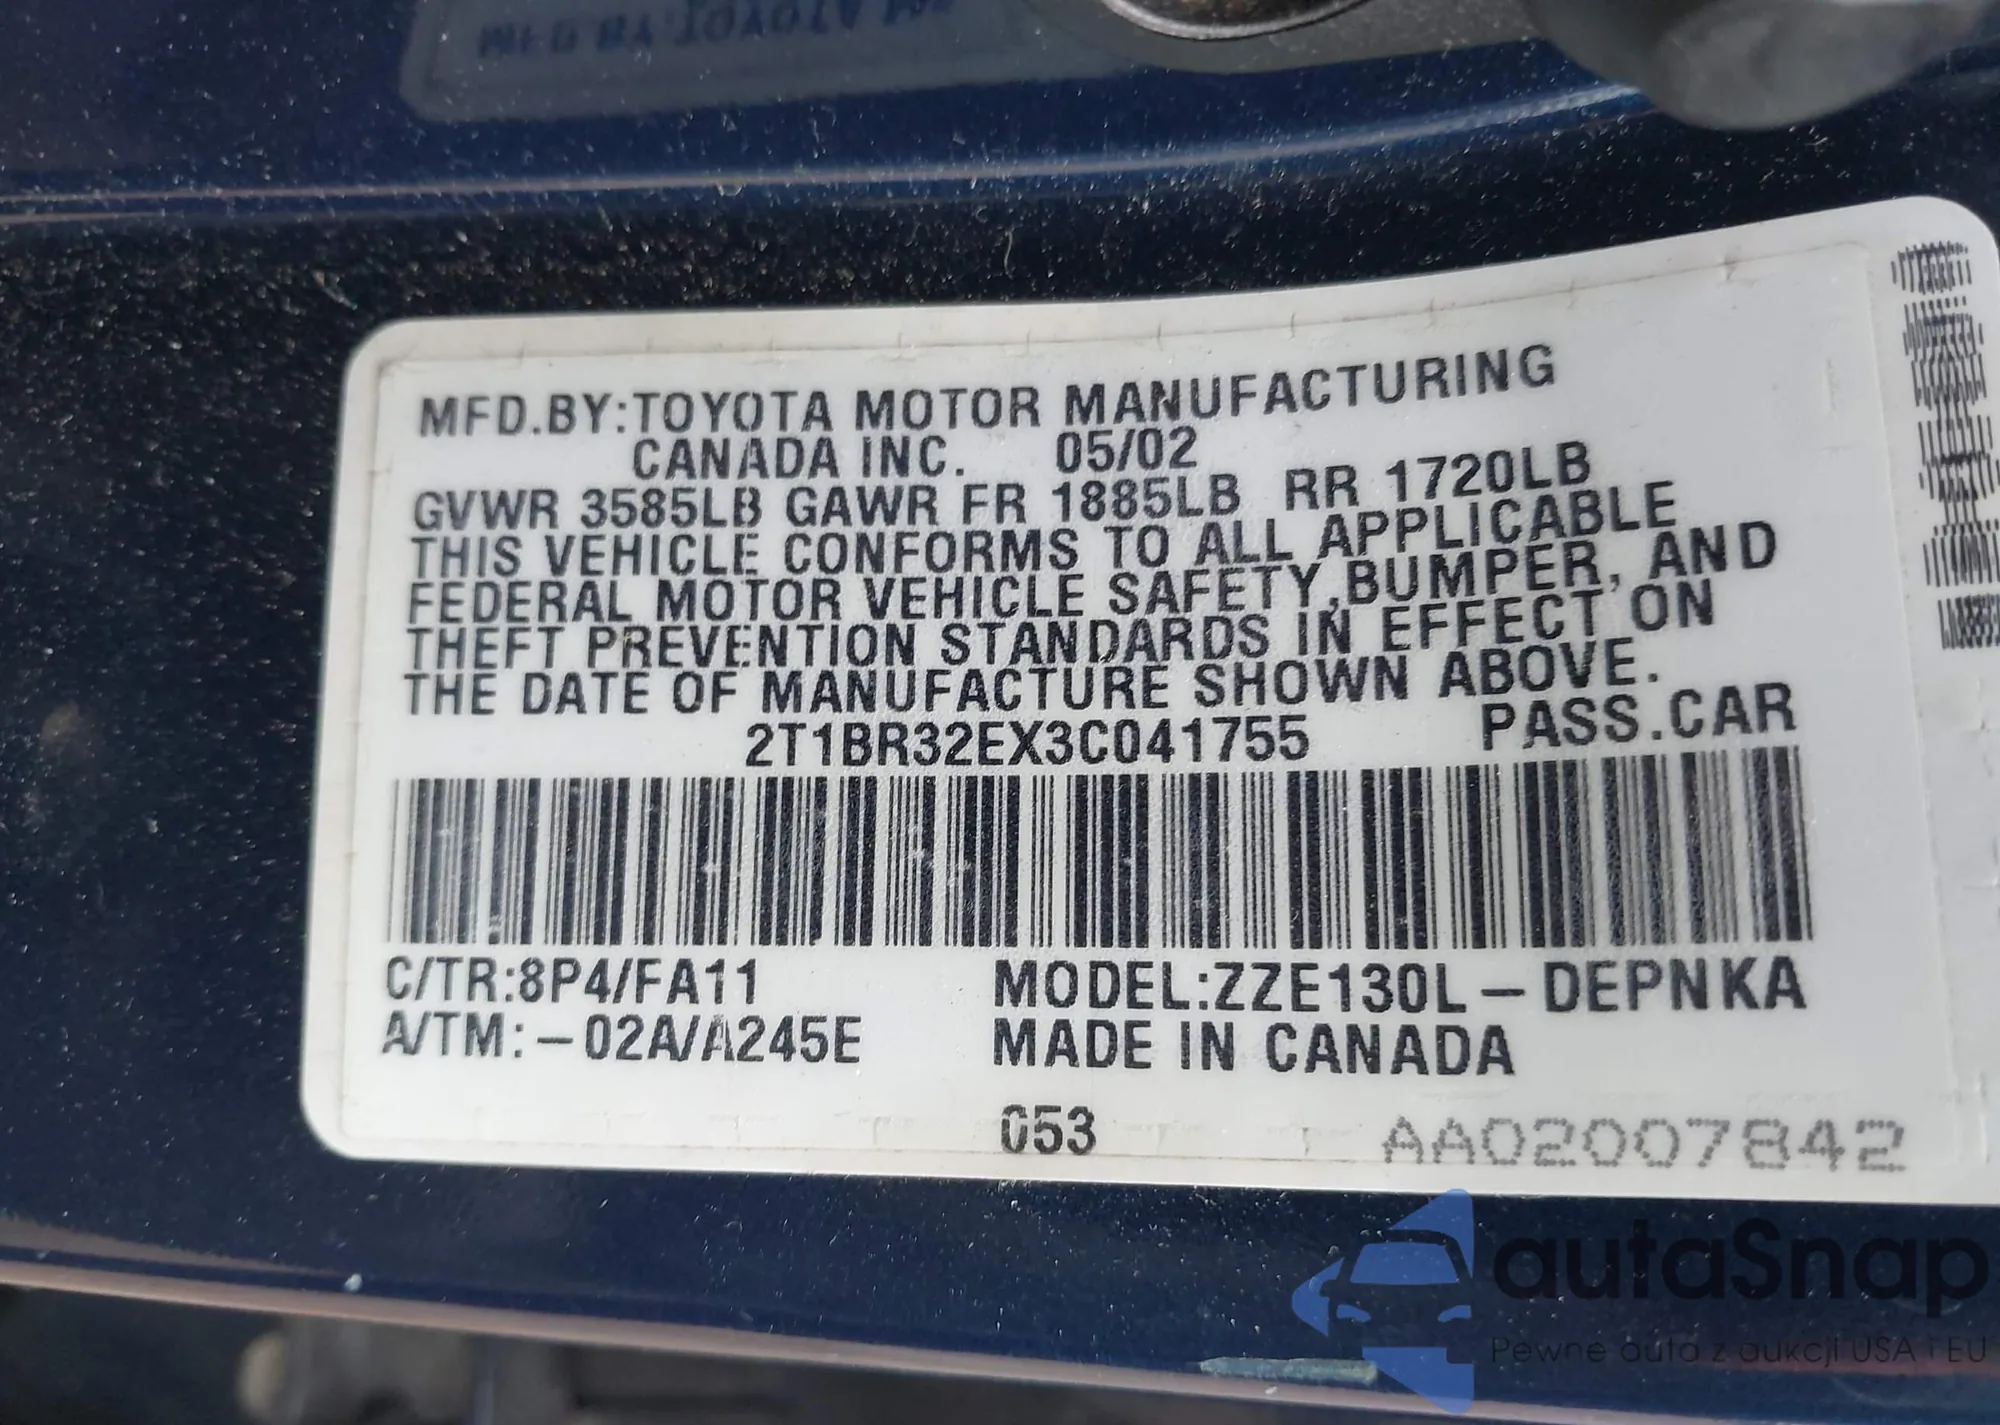 MFD.BY:TOYOTA M
MFD.BY:TOYOTA MOTOR MANUFACTURING
CANADA INC. 05/02
GVWR 3585LB GAWR FR 1885LB RR 1720LB
THIS VEHICLE CONFORMS TO ALL APPLICABLE
FEDERAL MOTOR VEHICLE SAFETY,BUMPER, AND
THEFT PREVENTION STANDARDS IN EFFECT ON
THE DATE OF MANUFACTURE SHOWN ABOVE.
2T1BR32EX3C041755 PASS.CAR
C/TR:8P4/FA11 MODEL:ZZE130L-DEPNKA
A/TM:-02A/A245E MADE IN CANADA
053 AA02007842
autaSnap
Pewne auta z aukcji USA i EU